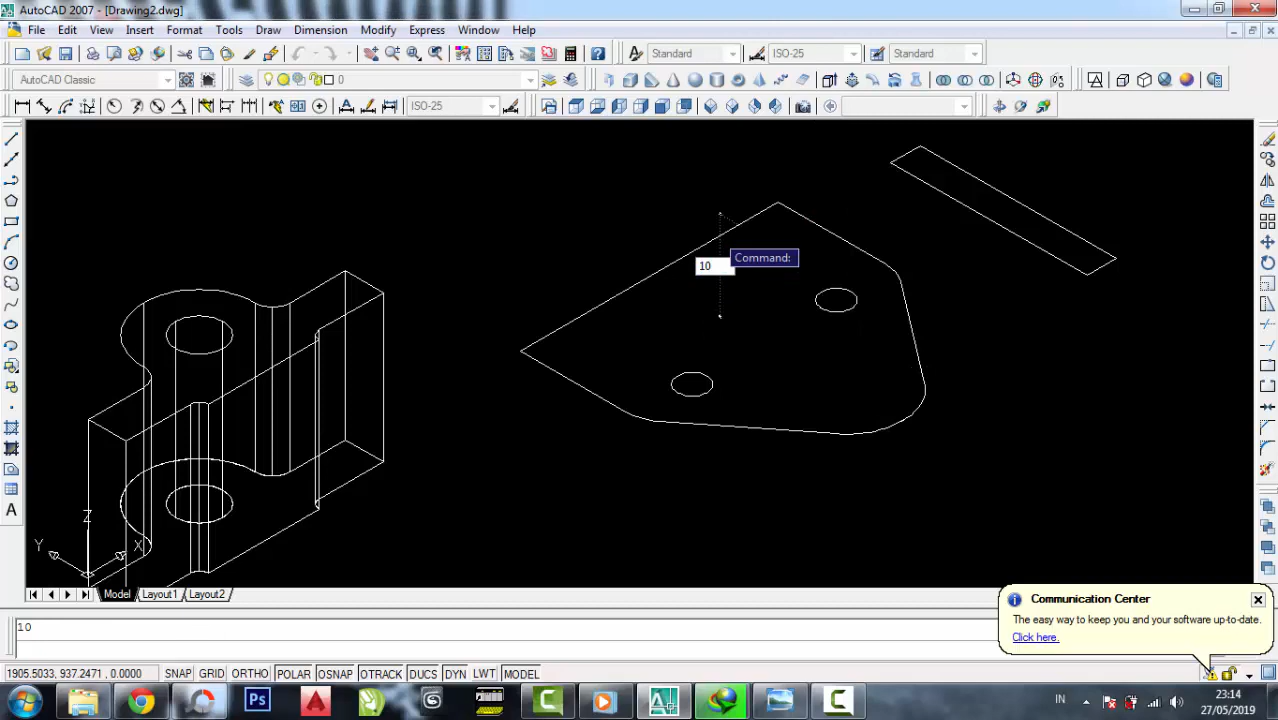 AutoCAD 2007 - [Drawing2.dwg]
File Edit View Insert Format Tools Draw Dimension Modify Express Window Help
Standard ISO-25 Standard
AutoCAD Classic 0
ISO-25
10 Command:
Z
Y X
A
Model Layout1 Layout2
Communication Center
The easy way to keep you and your software up-to-date.
Click here.
10
1905.5033, 937.2471, 0.0000 SNAP GRID ORTHO POLAR OSNAP OTRACK DUCS DYN LWT MODEL
Ps
IN
23:14
27/05/2019